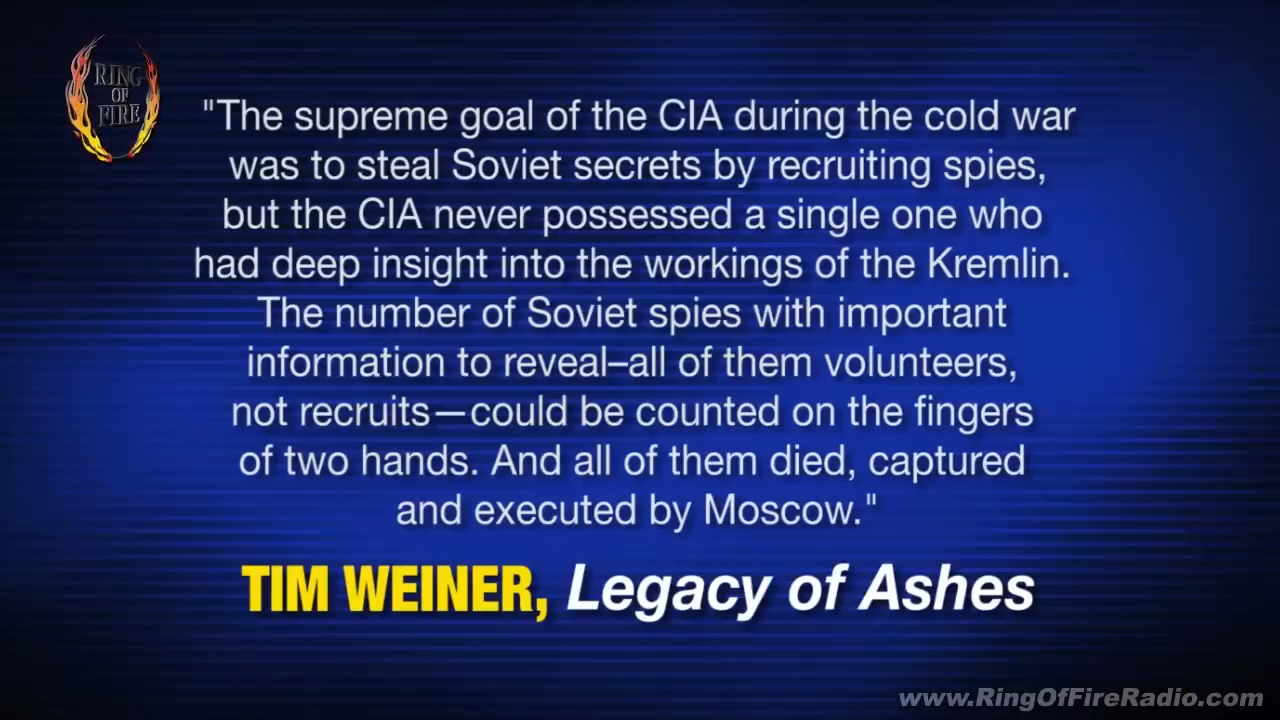 RING
OF
FIRE
"The supreme goal of the CIA during the cold war
was to steal Soviet secrets by recruiting spies,
but the CIA never possessed a single one who
had deep insight into the workings of the Kremlin.
The number of Soviet spies with important
information to reveal–all of them volunteers,
not recruits—could be counted on the fingers
of two hands. And all of them died, captured
and executed by Moscow."
TIM WEINER, Legacy of Ashes
www.RingOfFireRadio.com